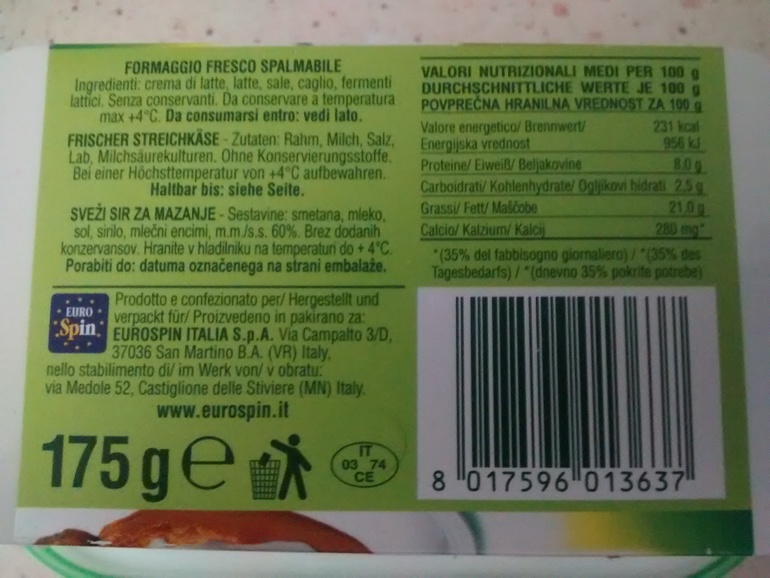 FORMAGGIO FRESCO SPALMABILE
Ingredienti: crema di latte, latte, sale, caglio, fermenti
lattici. Senza conservanti. Da conservare a temperatura
max +4°C. Da consumarsi entro: vedi lato.
FRISCHER STREICHKÄSE - Zutaten: Rahm, Milch, Salz,
Lab, Milchsäurekulturen. Ohne Konservierungsstoffe.
Bei einer Höchsttemperatur von +4°C aufbewahren.
Haltbar bis: siehe Seite.
SVEŽI SIR ZA MAZANJE - Sestavine: smetana, mleko,
sol, sirilo, mlečni encimi, m.m./s.s. 60%. Brez dodanih
konzervansov. Hranite v hladilniku na temperaturi do + 4°C.
Porabiti do: datuma označenega na strani embalaže.
EURO
Spin
Prodotto e confezionato per/ Hergestellt und
verpackt für/ Proizvedeno in pakirano za:
EUROSPIN ITALIA S.p.A. Via Campalto 3/D,
37036 San Martino B.A. (VR) Italy,
nello stabilimento di/ im Werk von/ v obratu:
via Medole 52, Castiglione delle Stiviere (MN) Italy.
www.eurospin.it
175 g e
IT
03 74
CE
VALORI NUTRIZIONALI MEDI PER 100 g
DURCHSCHNITTLICHE WERTE JE 100 g
POVPREČNA HRANILNA VREDNOST ZA 100 g
Valore energetico/ Brennwert/ 231 kcal
Energijska vrednost 956 kJ
Proteine/ Eiweiß/ Beljakovine 8.0 g
Carboidrati/ Kohlenhydrate/ Ogljikovi hidrati 2,5 g
Grassi/ Fett/ Maščobe 21.0 g
Calcio/ Kalzium/ Kalcij 280 mg*
*(35% del fabbisogno giornaliero) / *(35% des
Tagesbedarfs) / *(dnevno 35% pokrite potrebe)
8 017596 013637